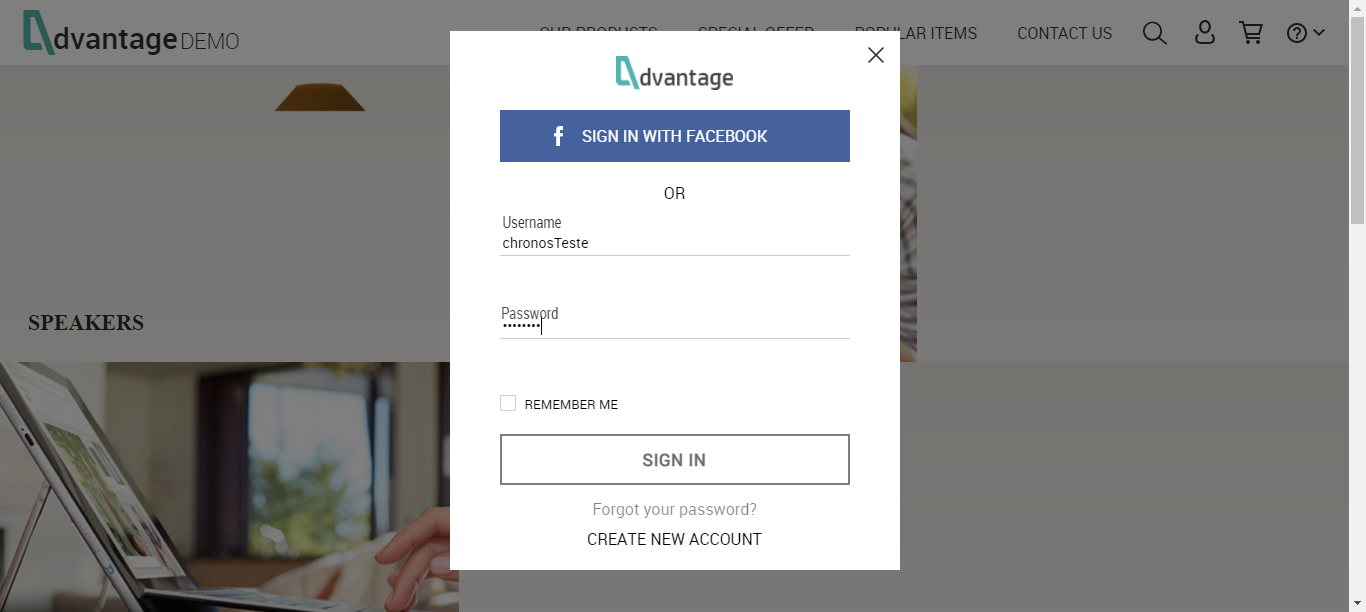 dvantage DEMO
OUR PRODUCTS SPECIAL OFFER POPULAR ITEMS CONTACT US
dvantage
SIGN IN WITH FACEBOOK
OR
Username
chronosTeste
Password
••••••••
REMEMBER ME
SIGN IN
Forgot your password?
CREATE NEW ACCOUNT
SPEAKERS